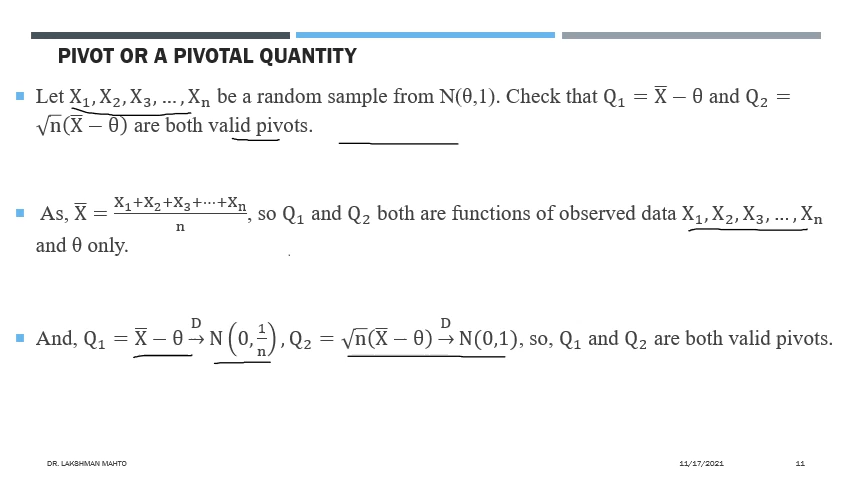 PIVOT OR A PIVOTAL QUANTITY
Let X₁, X₂, X₃, … , Xₙ be a random sample from N(θ,1). Check that Q₁ = X̅ − θ and Q₂ =
√n(X̅ − θ) are both valid pivots.
As, X̅ = (X₁+X₂+X₃+⋯+Xₙ)/n, so Q₁ and Q₂ both are functions of observed data X₁, X₂, X₃, … , Xₙ
and θ only.
And, Q₁ = X̅ − θ →ᴰ N(0, 1/n), Q₂ = √n(X̅ − θ) →ᴰ N(0,1), so, Q₁ and Q₂ are both valid pivots.
DR. LAKSHMAN MAHTO 11/17/2021 11